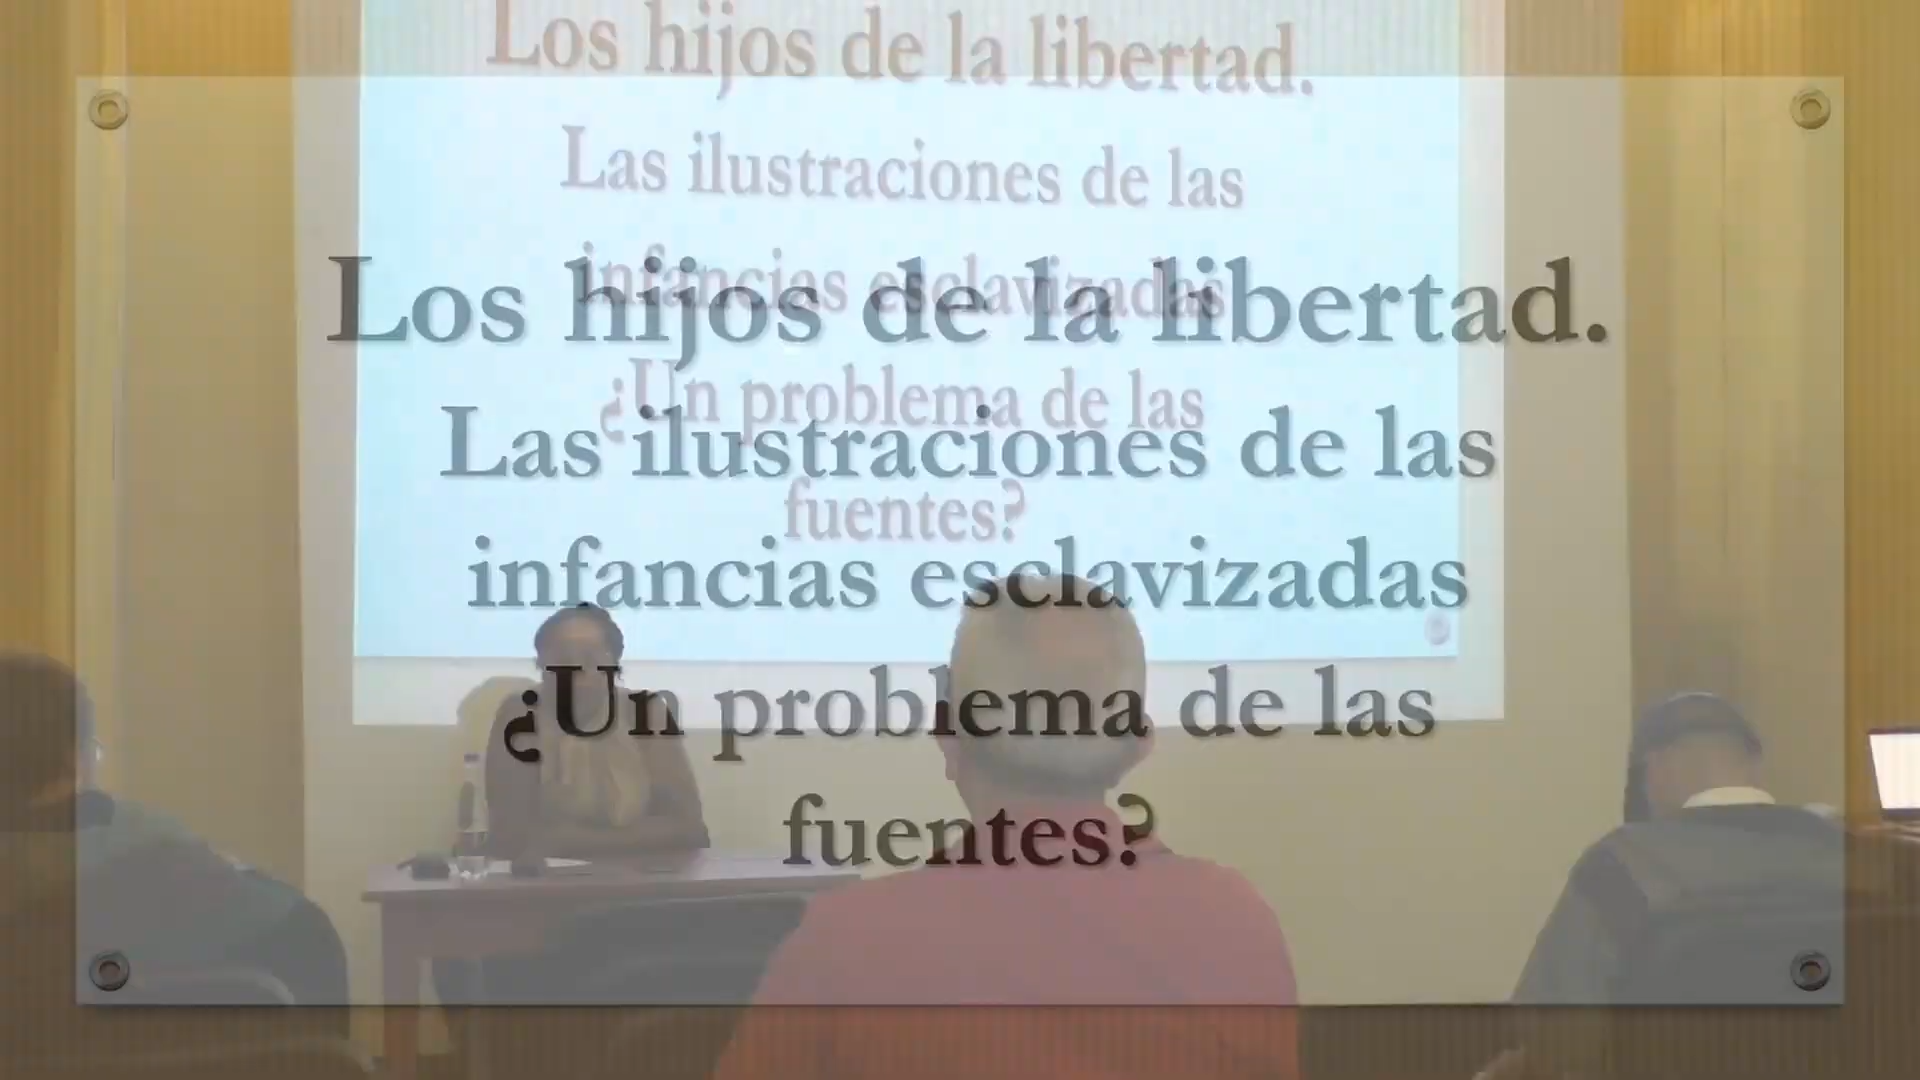 Los hijos de la libertad.
Las ilustraciones de las
infancias esclavizadas
¿Un problema de las
fuentes?
Los hijos de la libertad.
Las ilustraciones de las
infancias esclavizadas
¿Un problema de las
fuentes?